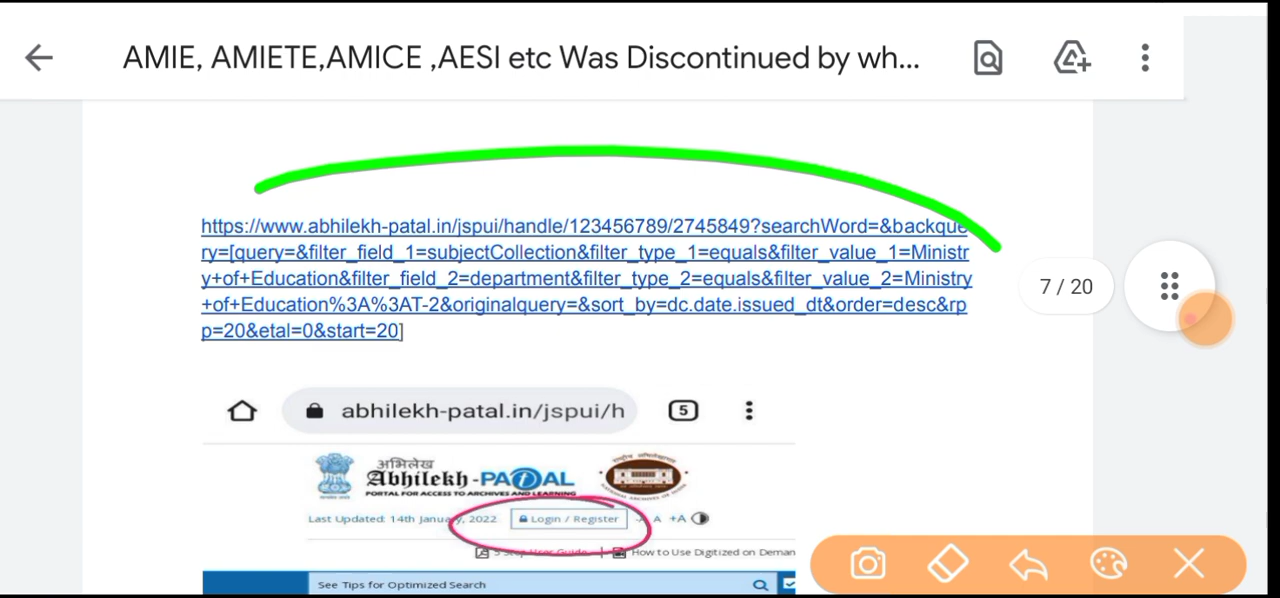 AMIE, AMIETE,AMICE ,AESI etc Was Discontinued by wh...
https://www.abhilekh-patal.in/jspui/handle/123456789/2745849?searchWord=&backque
ry=[query=&filter_field_1=subjectCollection&filter_type_1=equals&filter_value_1=Ministr
y+of+Education&filter_field_2=department&filter_type_2=equals&filter_value_2=Ministry
+of+Education%3A%3AT-2&originalquery=&sort_by=dc.date.issued_dt&order=desc&rp
p=20&etal=0&start=20]
7 / 20
abhilekh-patal.in/jspui/h
5
अभिलेख
Abhilekh-PATAL
PORTAL FOR ACCESS TO ARCHIVES AND LEARNING
Last Updated: 14th January, 2022 Login / Register A +A
5 Step User Guide | How to Use Digitized on Deman
See Tips for Optimized Search